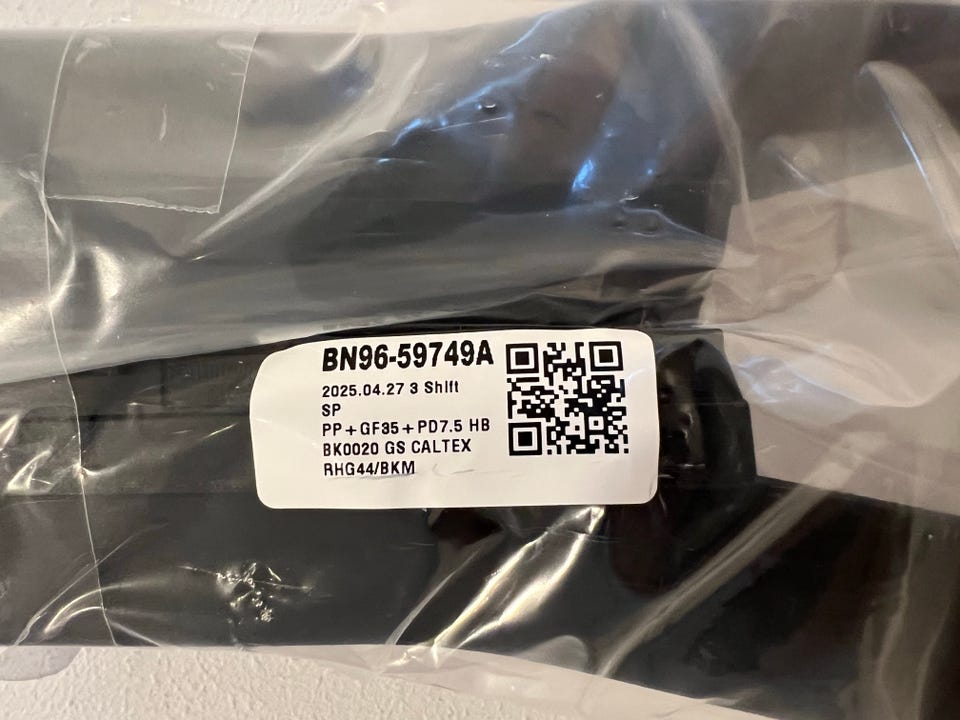 BN96-59749A
2025.04.27 3 Shift
SP
PP+GF35+PD7.5 HB
BK0020 GS CALTEX
RHG44/BKM